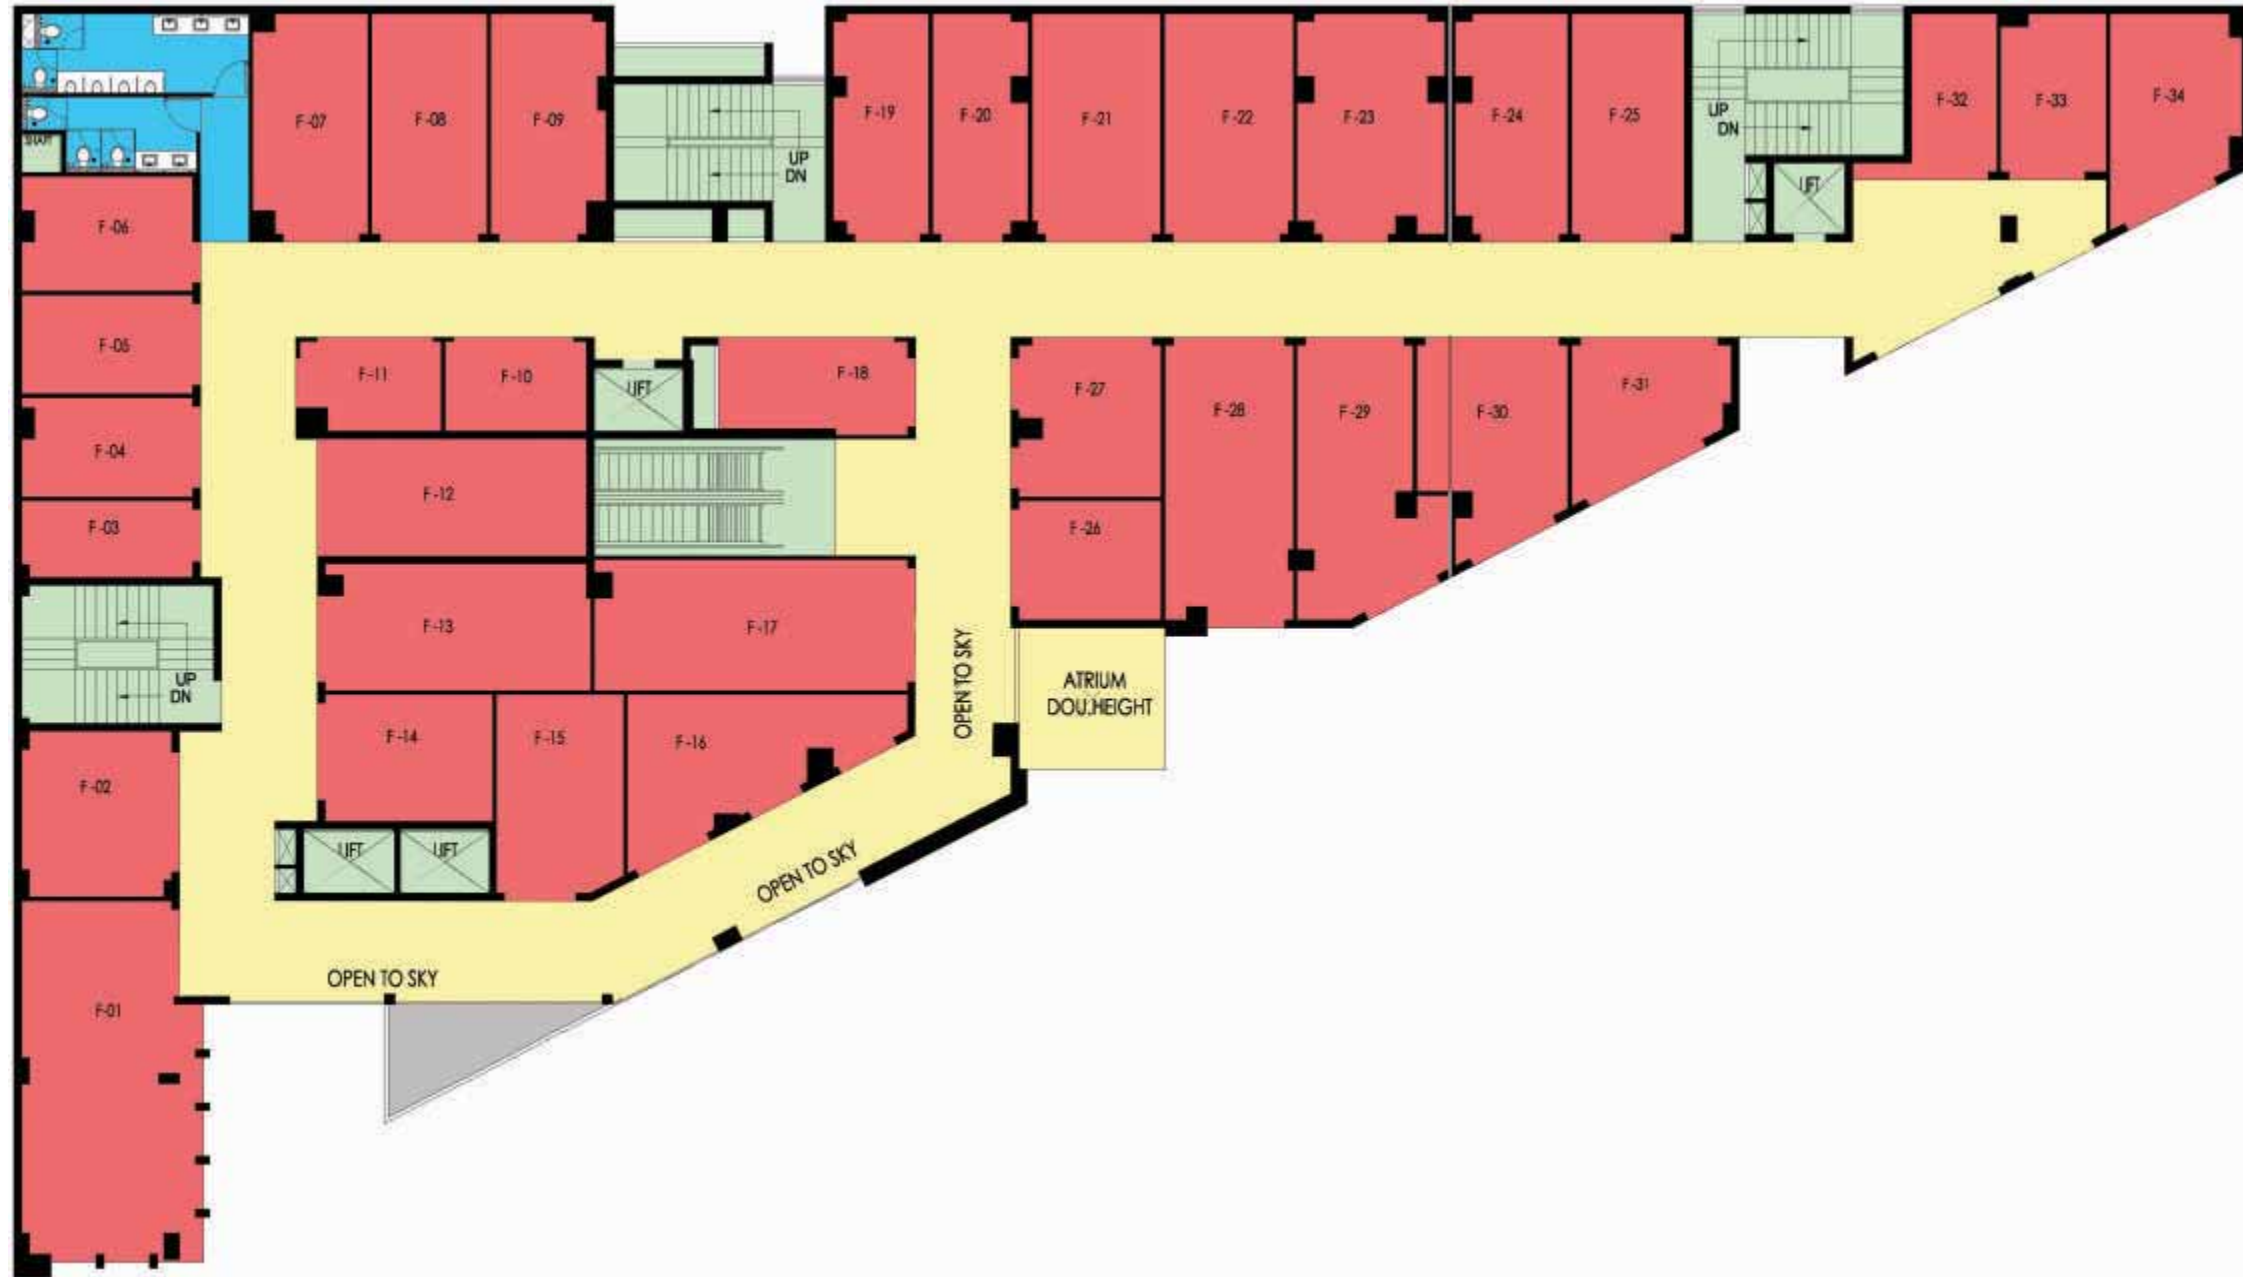 F-07
F-08
F-09
F-19
F-20
F-21
F-22
F-23
F-24
F-25
F-32
F-33
F-34
UP
DN
UP
DN
SHAFT
LIFT
F-06
F-05
F-04
F-03
F-11
F-10
LIFT
F-18
F-27
F-28
F-29
F-30
F-31
F-12
F-26
F-13
F-17
UP
DN
OPEN TO SKY
ATRIUM
DOU.HEIGHT
F-14
F-15
F-16
F-02
LIFT
LIFT
OPEN TO SKY
OPEN TO SKY
F-01